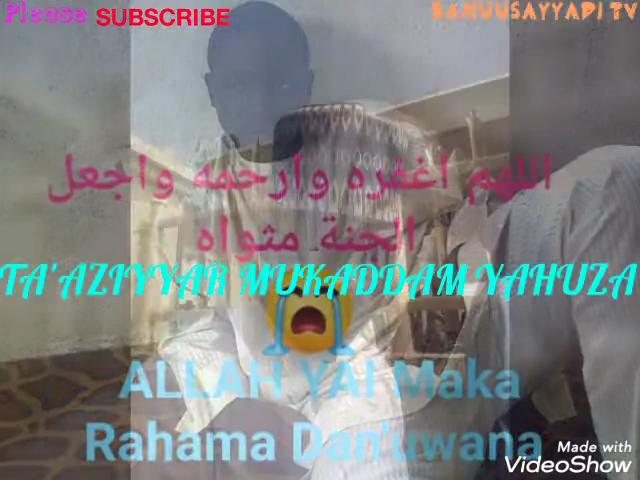 Please SUBSCRIBE
BANUUSAYYADI TV
اللهم اغفره وارحمه واجعل
الجنة مثواه
TA'AZIYYAR MUKADDAM YAHUZA
ALLAH YAI Maka
Rahama Dan'uwana
Made with
VideoShow